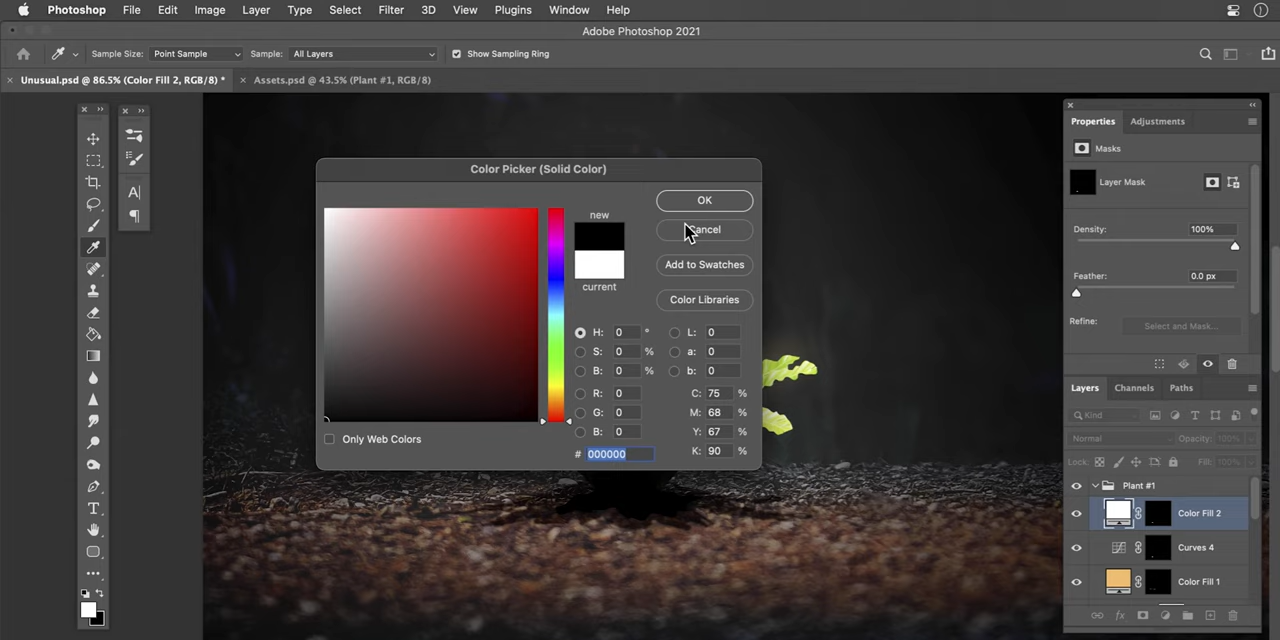 Photoshop File Edit Image Layer Type Select Filter 3D View Plugins Window Help
Adobe Photoshop 2021
Sample Size: Point Sample Sample: All Layers Show Sampling Ring
Unusual.psd @ 86.5% (Color Fill 2, RGB/8) * Assets.psd @ 43.5% (Plant #1, RGB/8)
Properties Adjustments
Masks
Layer Mask
Density: 100%
Feather: 0.0 px
Refine: Select and Mask...
Color Picker (Solid Color)
new
current
OK
Cancel
Add to Swatches
Color Libraries
H: 0 ° L: 0
S: 0 % a: 0
B: 0 % b: 0
R: 0 C: 75 %
G: 0 M: 68 %
B: 0 Y: 67 %
# 000000 K: 90 %
Only Web Colors
Layers Channels Paths
Kind
Normal Opacity: 100%
Lock: Fill: 100%
Plant #1
Color Fill 2
Curves 4
Color Fill 1